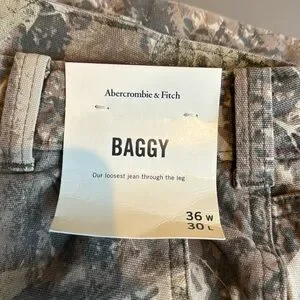 Abercrombie & Fitch
BAGGY
Our loosest jean through the leg
36 W
30 L